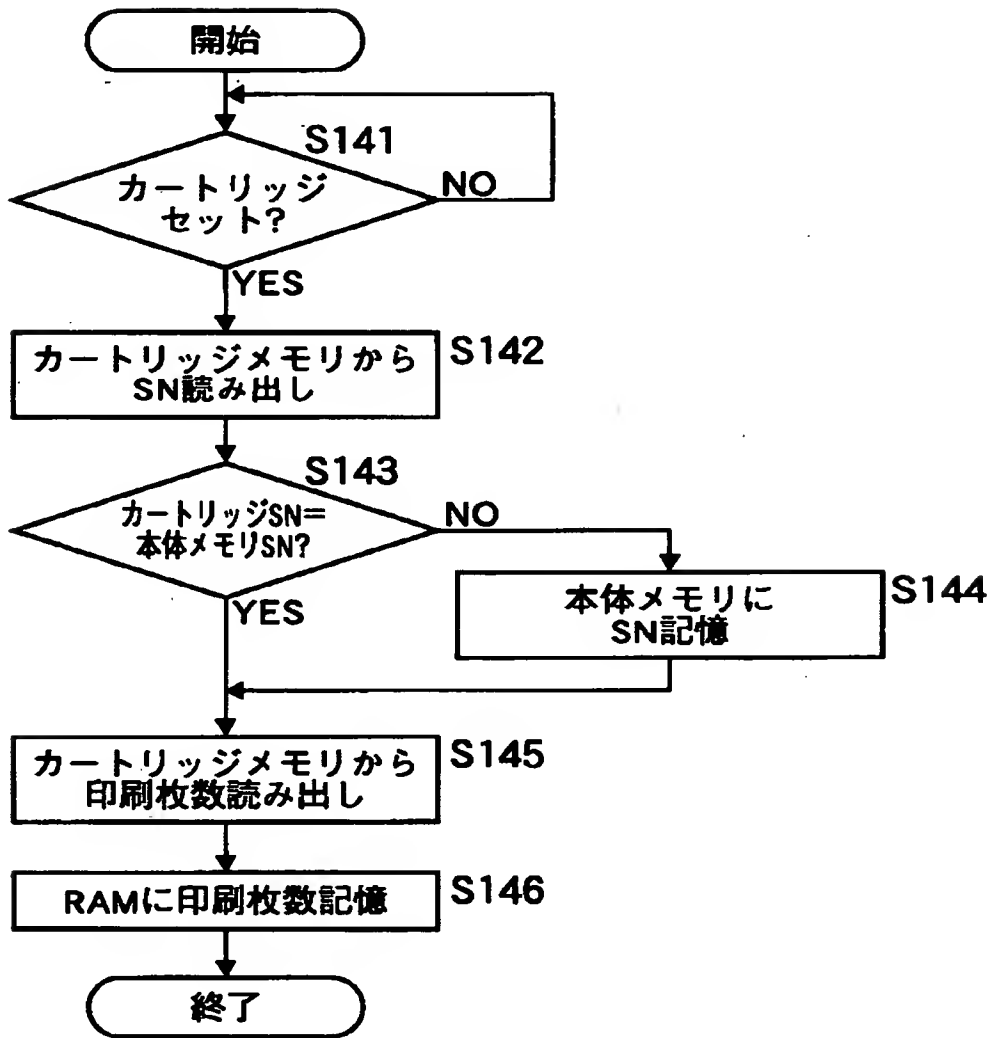 開始
S141
カートリッジ
セット?
NO
YES
カートリッジメモリから
SN読み出し
S142
S143
カートリッジSN=
本体メモリSN?
NO
YES
本体メモリに
SN記憶
S144
カートリッジメモリから
印刷枚数読み出し
S145
RAMに印刷枚数記憶
S146
終了